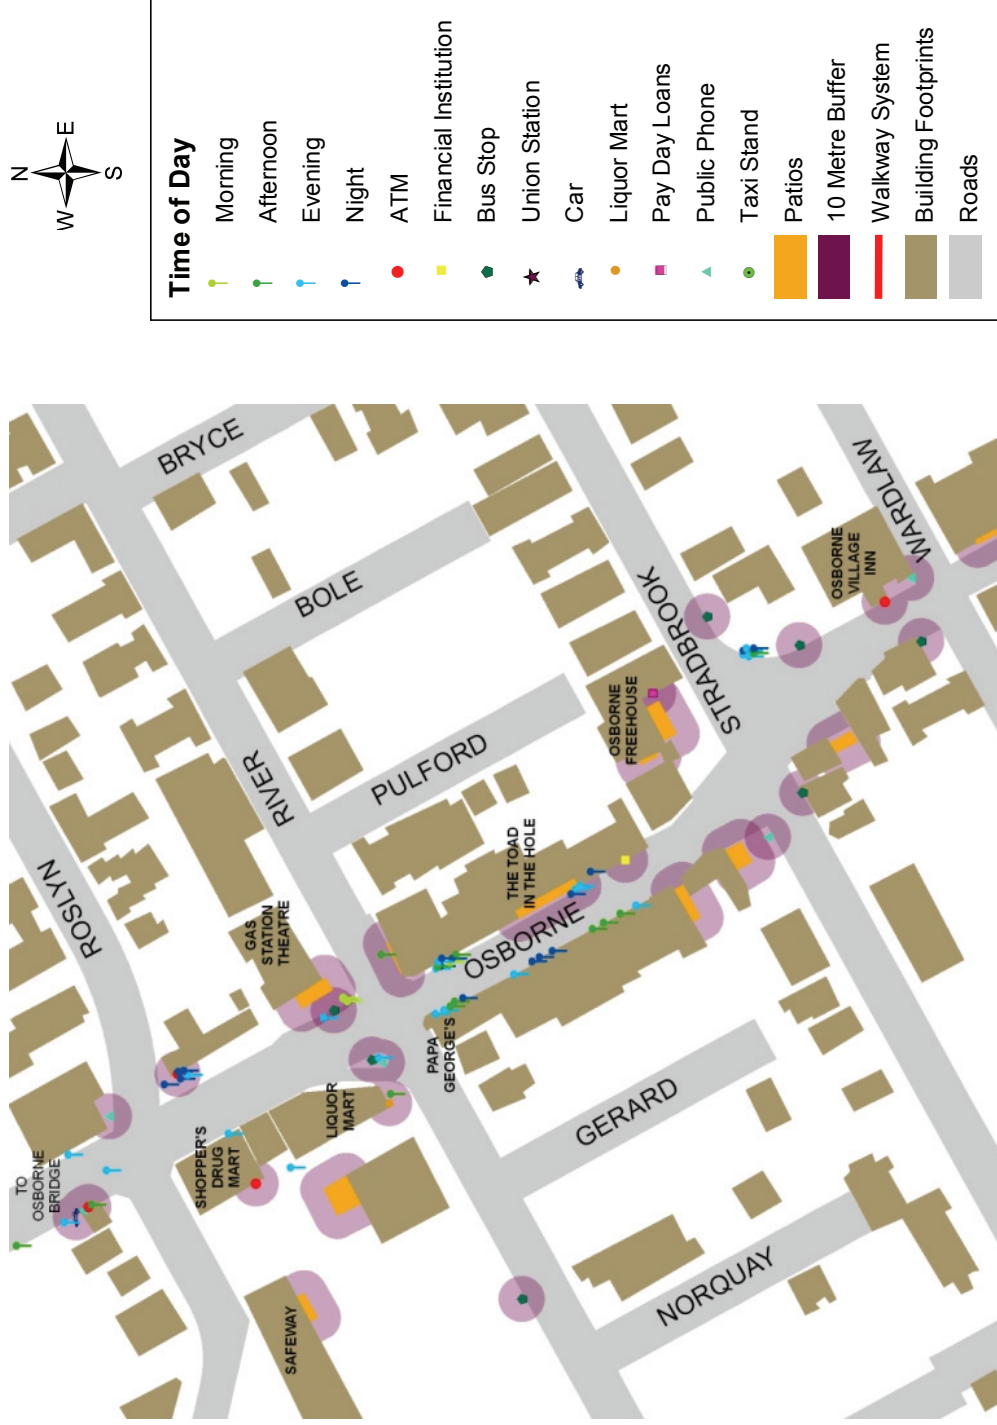 N
W
E
S
Time of Day
Morning
Afternoon
Evening
Night
ATM
Financial Institution
Bus Stop
Union Station
Car
Liquor Mart
Pay Day Loans
Public Phone
Taxi Stand
Patios
10 Metre Buffer
Walkway System
Building Footprints
Roads
BRYCE
BOLE
ROSLYN
RIVER
PULFORD
GAS
STATION
THEATRE
THE TOAD
IN THE HOLE
OSBORNE
OSBORNE
FREEHOUSE
STRADBROOK
OSBORNE
VILLAGE
INN
WARDLAW
TO
OSBORNE
BRIDGE
SHOPPER'S
DRUG
MART
LIQUOR
MART
PAPA
GEORGE'S
GERARD
NORQUAY
SAFEWAY